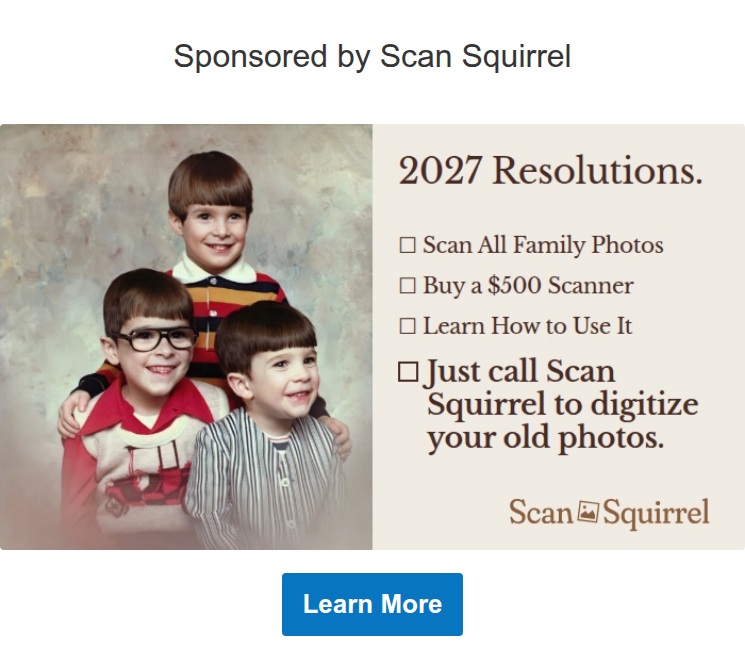 Sponsored by Scan Squirrel
2027 Resolutions.
☐ Scan All Family Photos
☐ Buy a $500 Scanner
☐ Learn How to Use It
☐ Just call Scan
Squirrel to digitize
your old photos.
Scan Squirrel
Learn More